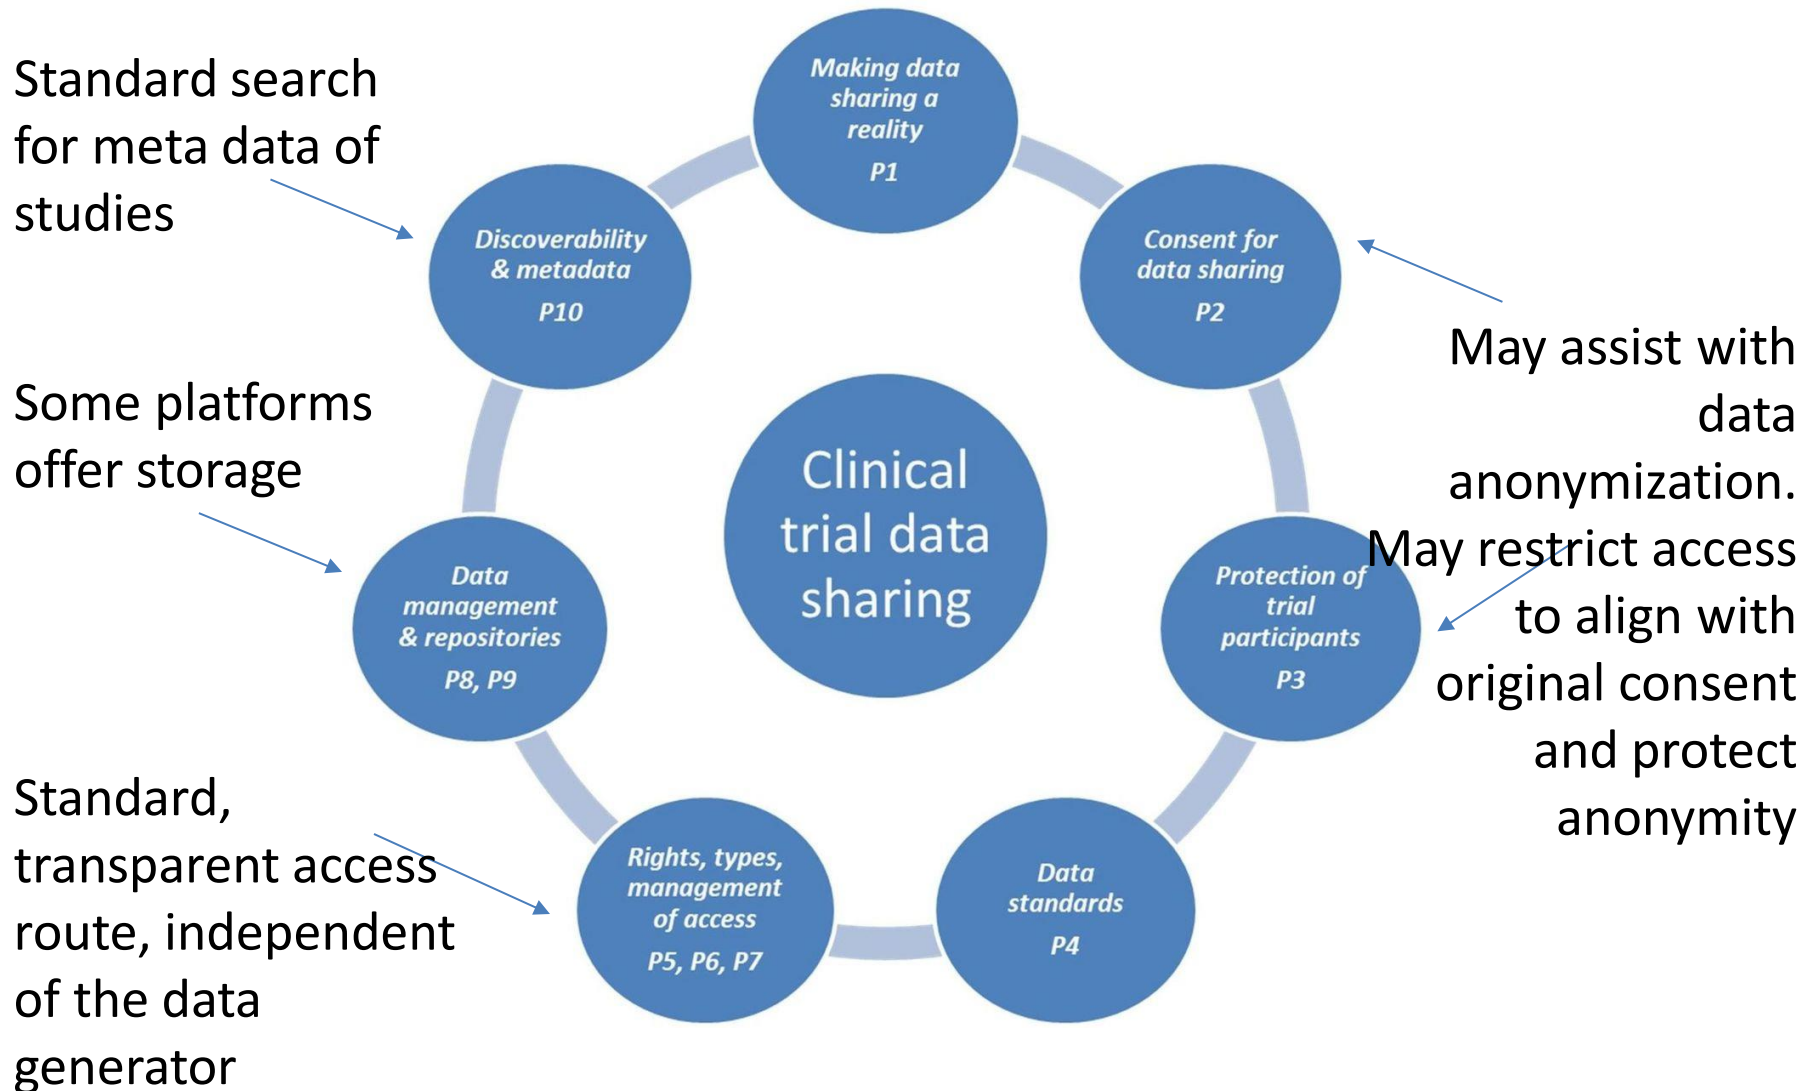 Standard search
for meta data of
studies
Some platforms
offer storage
Standard,
transparent access
route, independent
of the data
generator
Making data
sharing a
reality
P1
Consent for
data sharing
P2
Protection of
trial
participants
P3
Data
standards
P4
Rights, types,
management
of access
P5, P6, P7
Data
management
& repositories
P8, P9
Discoverability
& metadata
P10
Clinical
trial data
sharing
May assist with
data
anonymization.
May restrict access
to align with
original consent
and protect
anonymity